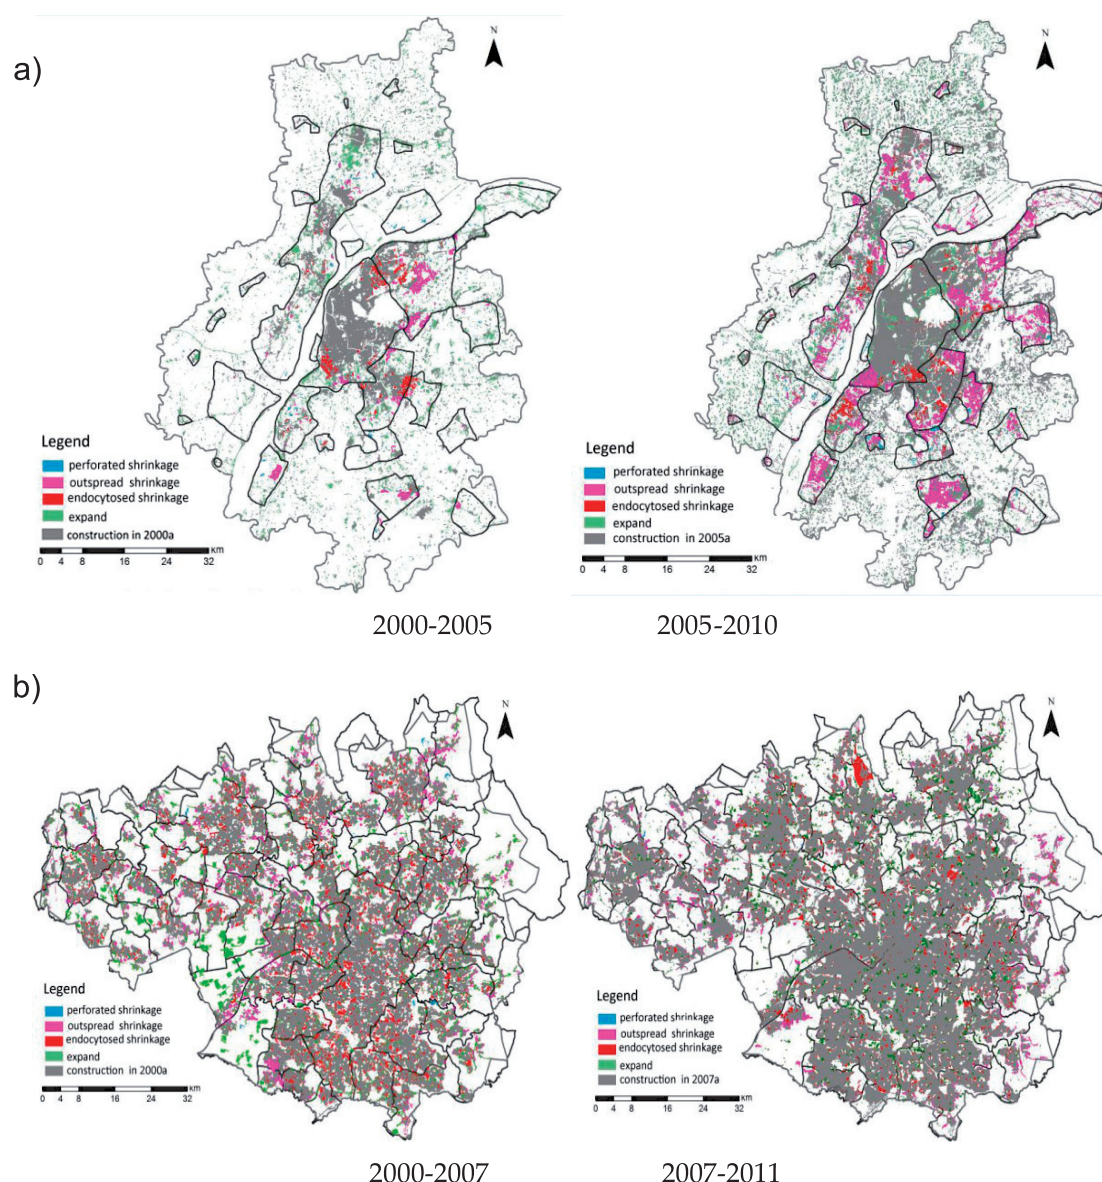 a)
N
N
Legend
perforated shrinkage
outspread shrinkage
endocytosed shrinkage
expand
construction in 2000a
km
0 4 8 16 24 32
Legend
perforated shrinkage
outspread shrinkage
endocytosed shrinkage
expand
construction in 2005a
km
0 4 8 16 24 32
2000-2005
2005-2010
b)
N
N
Legend
perforated shrinkage
outspread shrinkage
endocytosed shrinkage
expand
construction in 2000a
km
0 4 8 16 24 32
Legend
perforated shrinkage
outspread shrinkage
endocytosed shrinkage
expand
construction in 2007a
km
0 4 8 16 24 32
2000-2007
2007-2011